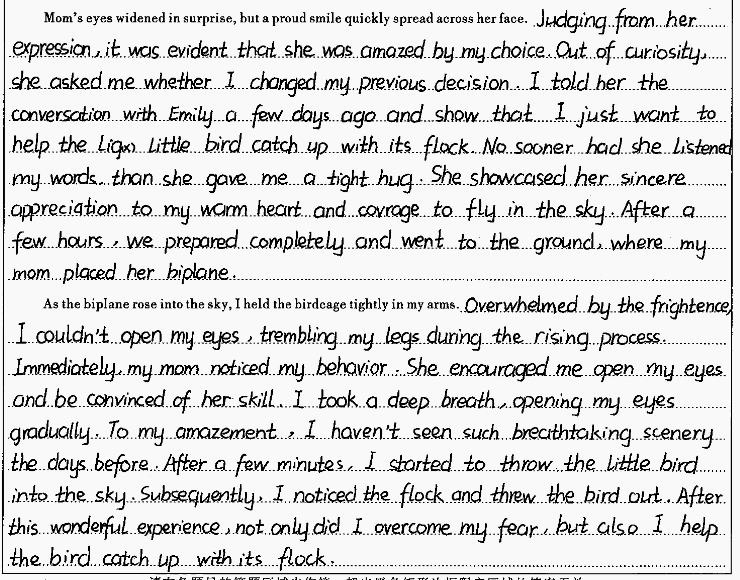 Mom's eyes widened in surprise, but a proud smile quickly spread across her face. Judging from her
expression, it was evident that she was amazed by my choice. Out of curiosity,
she asked me whether I changed my previous decision. I told her the
conversation with Emily a few days ago and show that I just want to
help the little bird catch up with its flock. No sooner had she listened
my words, than she gave me a tight hug. She showcased her sincere
appreciation to my warm heart and covrage to fly in the sky. After a
few hours, we prepared completely and went to the ground, where my
mom placed her biplane.
As the biplane rose into the sky, I held the birdcage tightly in my arms. Overwhelmed by the frightence,
I couldn't open my eyes, trembling my legs during the rising process.
Immediately, my mom noticed my behavior. She encouraged me open my eyes
and be convinced of her skill. I took a deep breath, opening my eyes
gradually. To my amazement, I haven't seen such breathtaking scenery
the days before. After a few minutes, I started to throw the little bird
into the sky. Subsequently, I noticed the flock and threw the bird out. After
this wonderful experience, not only did I overcome my fear, but also I help
the bird catch up with its flock.